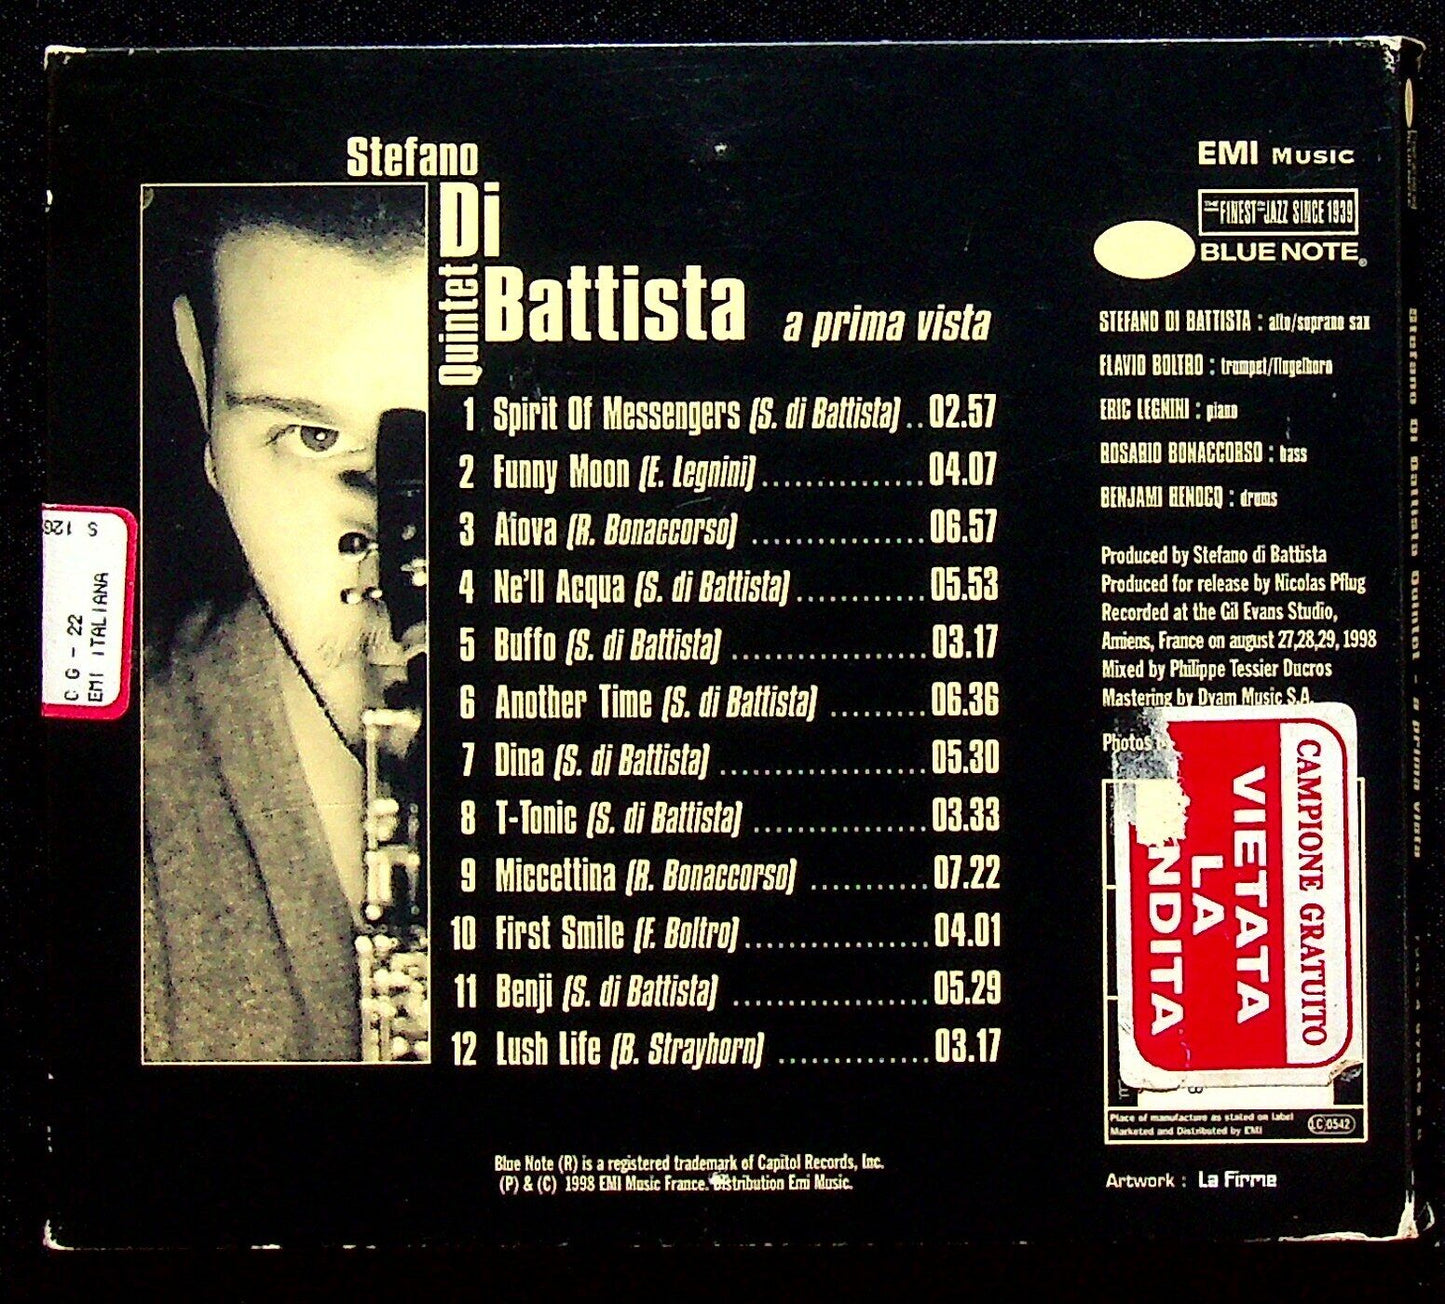 Stefano
Di
Battista
Quintet
a prima vista
1 Spirit Of Messengers (S. di Battista) .. 02.57
2 Funny Moon (E. Legnini) ................ 04.07
3 Aïova (R. Bonaccorso) ................. 06.57
4 Ne'll Acqua (S. di Battista) ............. 05.53
5 Buffo (S. di Battista) ................... 03.17
6 Another Time (S. di Battista) ......... 06.36
7 Dina (S. di Battista) .................... 05.30
8 T-Tonic (S. di Battista) ................. 03.33
9 Miccettina (R. Bonaccorso) ........... 07.22
10 First Smile (F. Boltro) .................. 04.01
11 Benji (S. di Battista) ................... 05.29
12 Lush Life (B. Strayhorn) .............. 03.17
Blue Note (R) is a registered trademark of Capitol Records, Inc.
(P) & (C) 1998 EMI Music France. Distribution Emi Music.
EMI Music
THE FINEST IN JAZZ SINCE 1939
BLUE NOTE®
STEFANO DI BATTISTA : alto/soprano sax
FLAVIO BOLTRO : trumpet/flugelhorn
ERIC LEGNINI : piano
ROSARIO BONACCORSO : bass
BENJAMI HENOCQ : drums
Produced by Stefano di Battista
Produced for release by Nicolas Pflug
Recorded at the Gil Evans Studio,
Amiens, France on august 27,28,29, 1998
Mixed by Philippe Tessier Ducros
Mastering by Dyam Music S.A.
Photos
CAMPIONE GRATUITO
VIETATA
LA
NDITA
Place of manufacture as stated on label
Marketed and Distributed by EMI
LC 0542
Artwork : La Firme
S 126
C G - 22
EMI ITALIANA
Stefano Di Battista Quintet - a prima vista